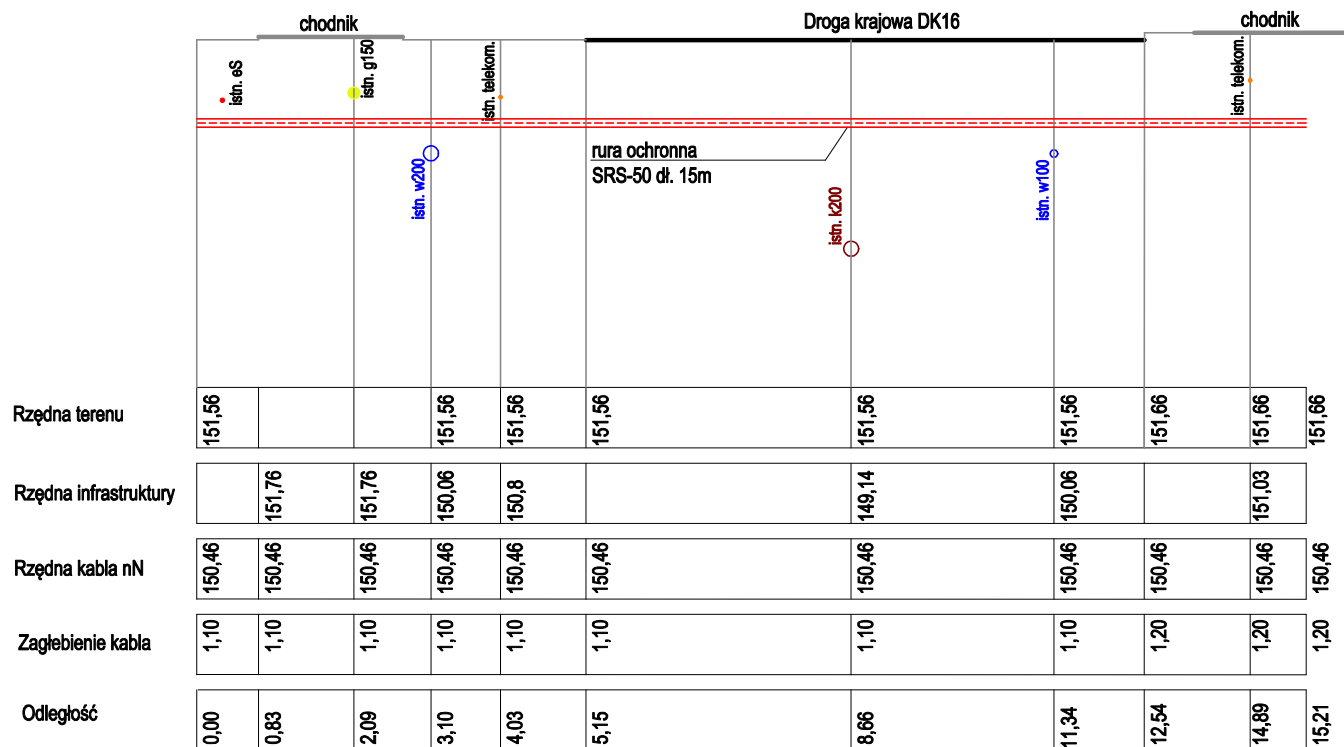 chodnik
Droga krajowa DK16
chodnik
istn. eS
istn. g150
istn. telekom.
istn. telekom.
rura ochronna
SRS-50 dł. 15m
istn. w200
istn. k200
istn. w100
Rzędna terenu
151,56
151,56
151,56
151,56
151,56
151,56
151,66
151,66
151,66
Rzędna infrastruktury
151,76
151,76
150,06
150,8
149,14
150,06
151,03
Rzędna kabla nN
150,46
150,46
150,46
150,46
150,46
150,46
150,46
150,46
150,46
150,46
150,46
Zagłebienie kabla
1,10
1,10
1,10
1,10
1,10
1,10
1,10
1,10
1,20
1,20
1,20
Odległość
0,00
0,83
2,09
3,10
4,03
5,15
8,66
11,34
12,54
14,89
15,21